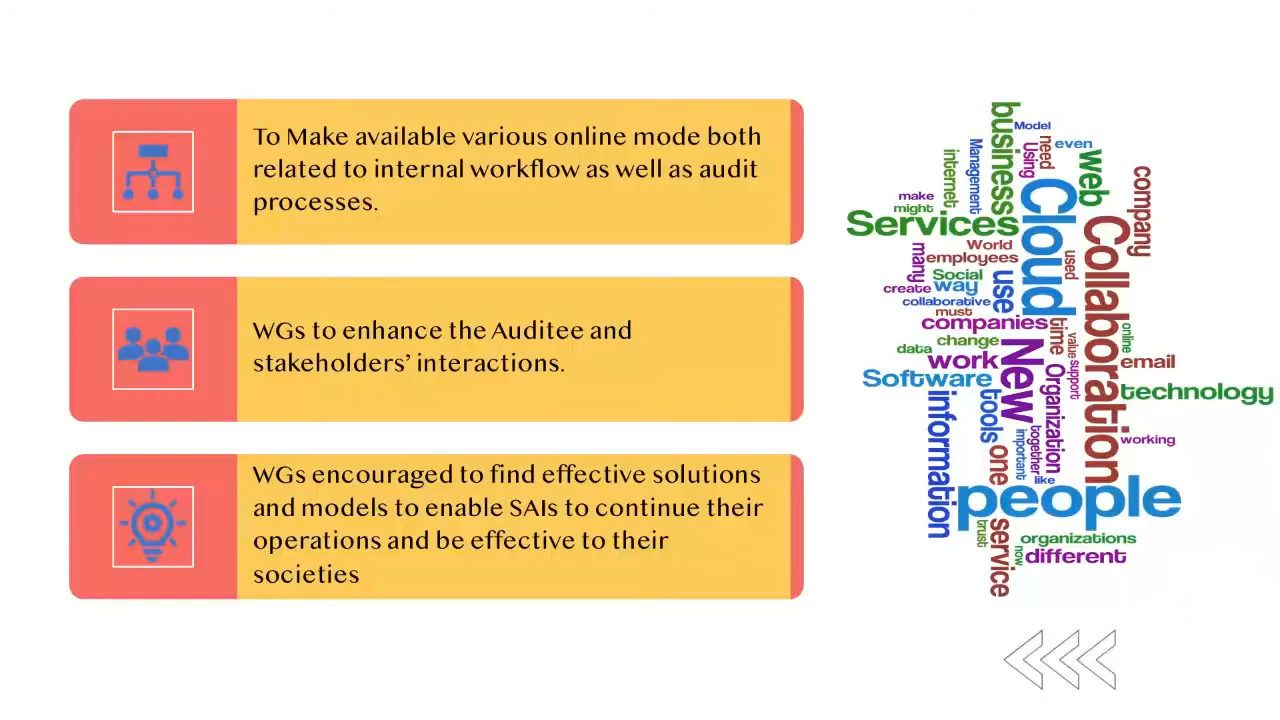 To Make available various online mode both
related to internal workflow as well as audit
processes.
WGs to enhance the Auditee and
stakeholders’ interactions.
WGs encouraged to find effective solutions
and models to enable SAIs to continue their
operations and be effective to their
societies
business
Model
need
even
Using
Management
internet
web
company
make
might
Services
Cloud
Collaboration
World
many
employees
used
Social
create
way
use
collaborative
must
companies
time
online
value
change
data
work
New
support
email
Software
Organization
technology
information
tools
together
important
working
one
like
people
trust
service
now
organizations
different